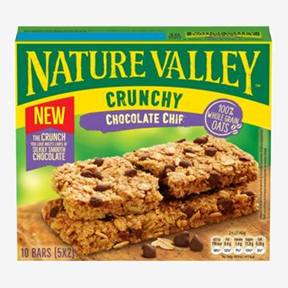 NATURE VALLEY
CRUNCHY
CHOCOLATE CHIP
NEW
THE CRUNCH
YOU LOVE MEETS CHIPS OF
SILKILY SMOOTH
CHOCOLATE
100%
WHOLE GRAIN
OATS
10 BARS (5X2)